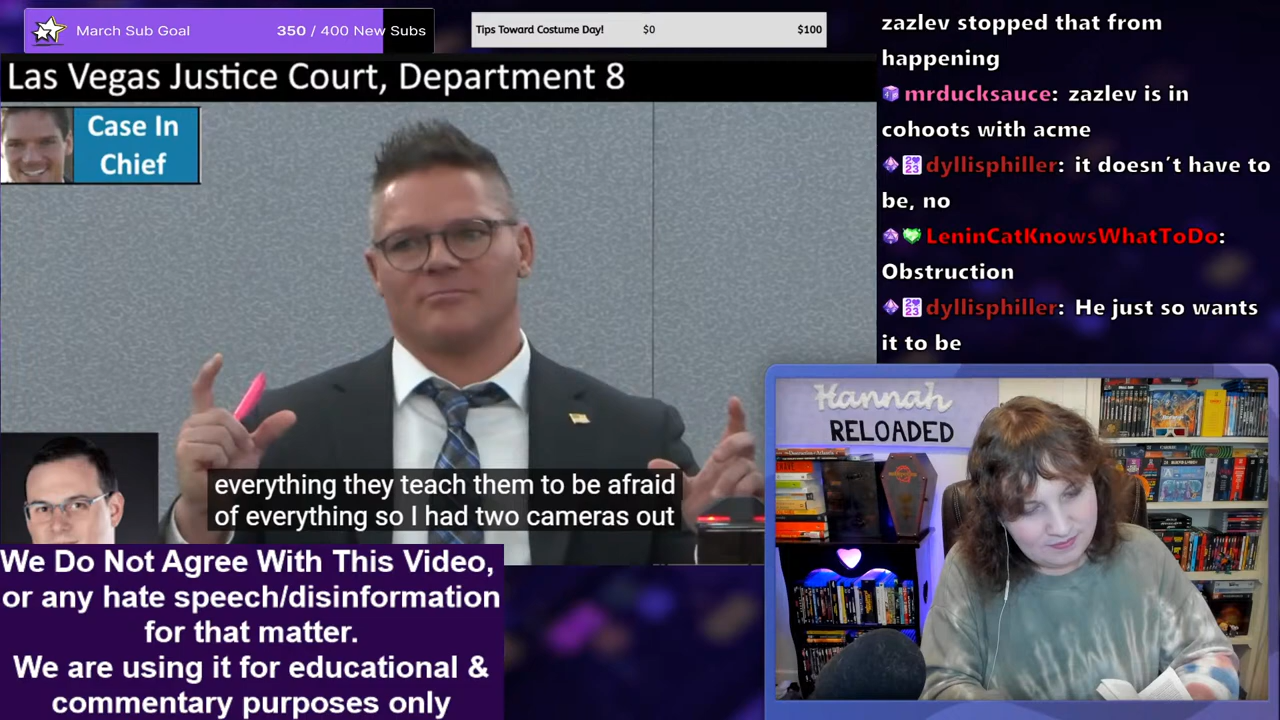 March Sub Goal 350 / 400 New Subs
Tips Toward Costume Day! $0 $100
Las Vegas Justice Court, Department 8
Case In
Chief
everything they teach them to be afraid
of everything so I had two cameras out
We Do Not Agree With This Video,
or any hate speech/disinformation
for that matter.
We are using it for educational &
commentary purposes only
zazlev stopped that from
happening
mrducksauce: zazlev is in
cohoots with acme
dyllisphiller: it doesn't have to
be, no
LeninCatKnowsWhatToDo:
Obstruction
dyllisphiller: He just so wants
it to be
Hannah
RELOADED